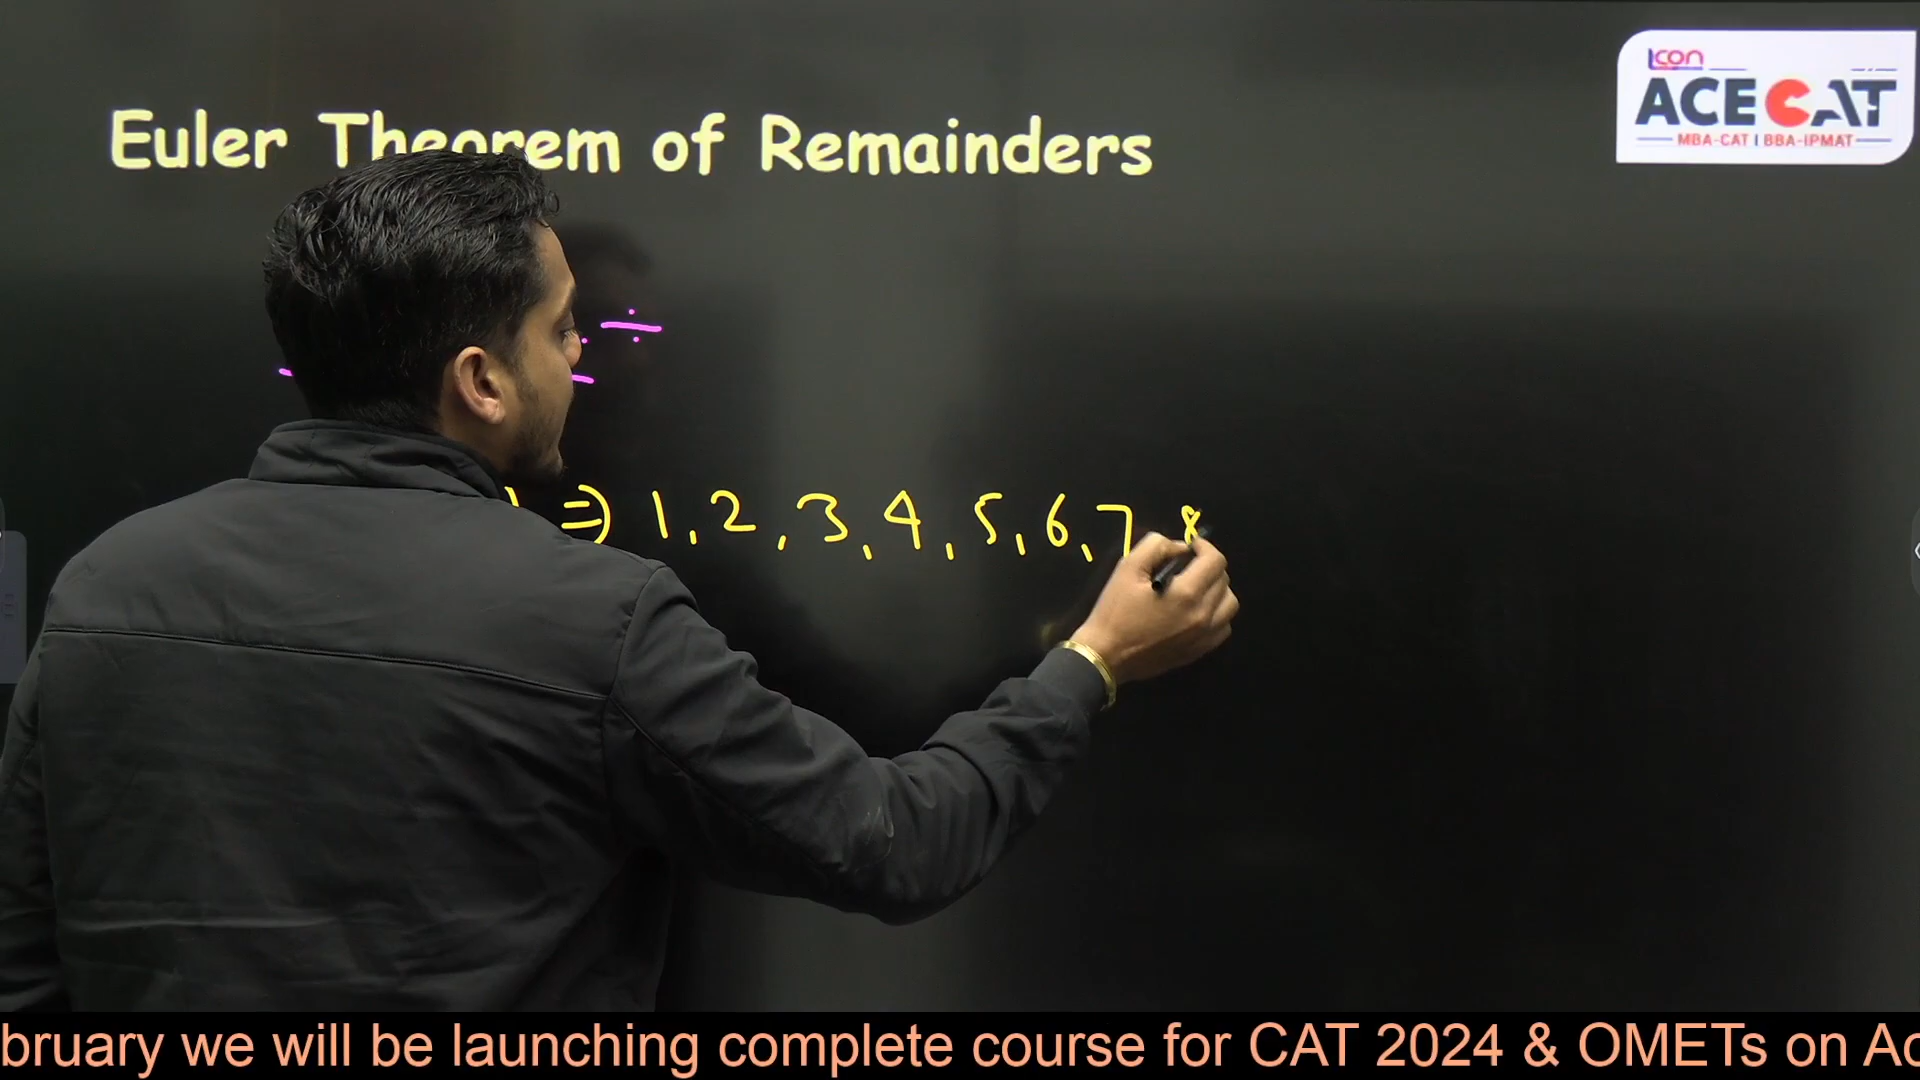 Icon
ACE CAT
MBA-CAT | BBA-IPMAT
Euler Theorem of Remainders
÷
⇒ 1, 2, 3, 4, 5, 6, 7 8
bruary we will be launching complete course for CAT 2024 & OMETs on Ac